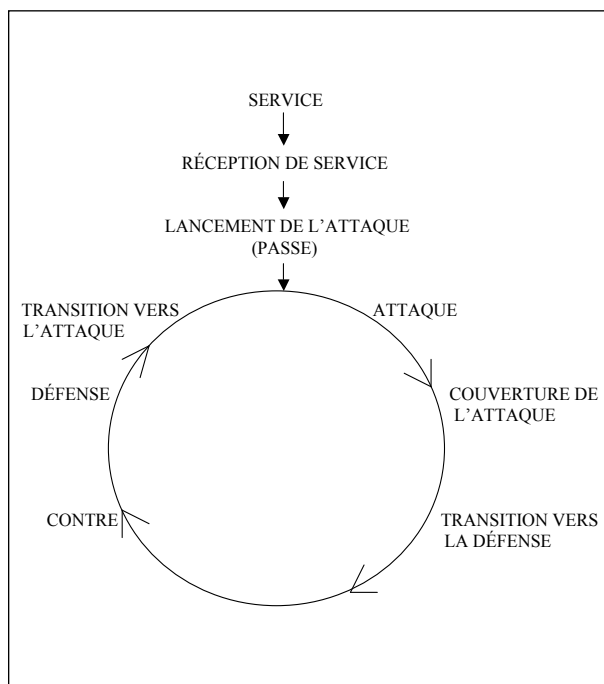 SERVICE
RÉCEPTION DE SERVICE
LANCEMENT DE L’ATTAQUE
(PASSE)
ATTAQUE
COUVERTURE DE
L’ATTAQUE
TRANSITION VERS
LA DÉFENSE
CONTRE
DÉFENSE
TRANSITION VERS
L’ATTAQUE